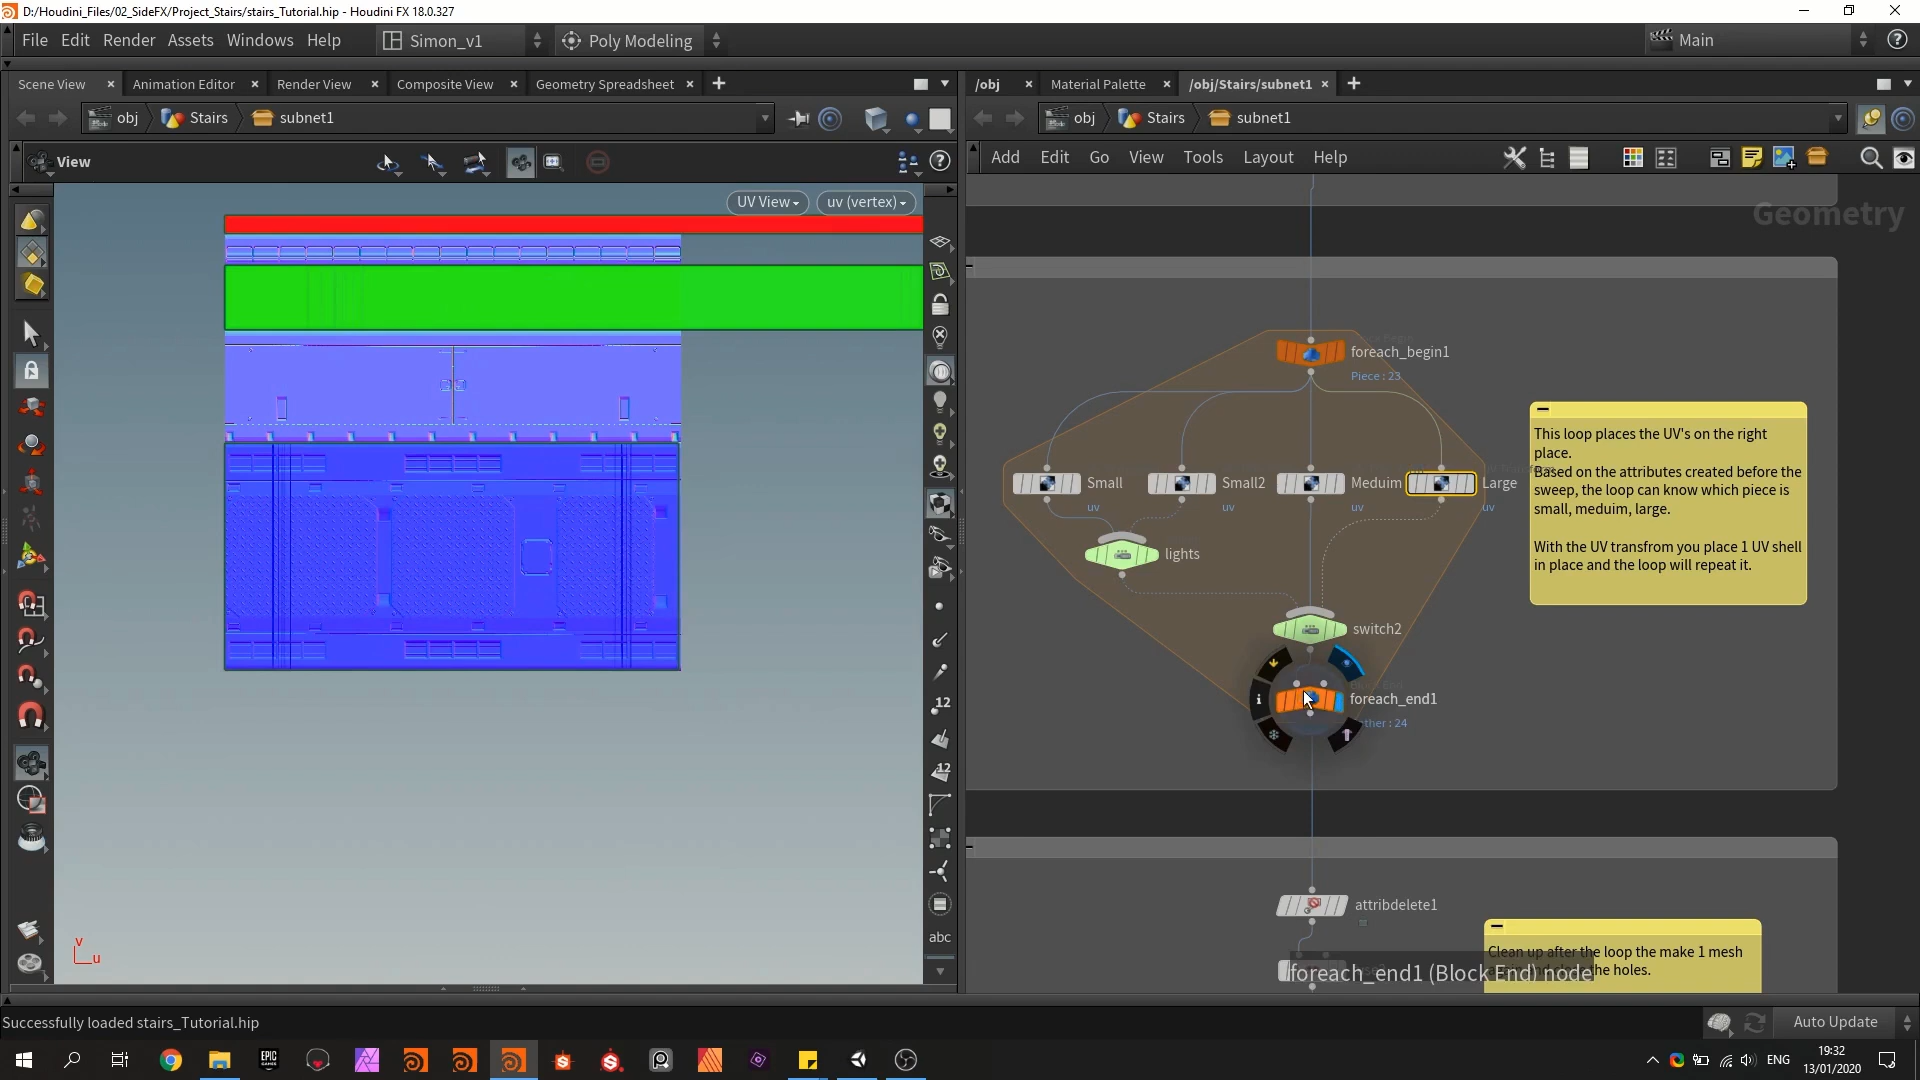 D:/Houdini_Files/02_SideFX/Project_Stairs/stairs_Tutorial.hip - Houdini FX 18.0.327
File Edit Render Assets Windows Help
Simon_v1
Poly Modeling
Main
Scene View
Animation Editor
Render View
Composite View
Geometry Spreadsheet
/obj
Material Palette
/obj/Stairs/subnet1
obj
Stairs
subnet1
obj
Stairs
subnet1
View
Add Edit Go View Tools Layout Help
UV View
uv (vertex)
Geometry
foreach_begin1
Piece : 23
This loop places the UV's on the right
place.
Based on the attributes created before the
sweep, the loop can know which piece is
small, meduim, large.
With the UV transfrom you place 1 UV shell
in place and the loop will repeat it.
Small
uv
Small2
uv
Meduim
Large
uv
lights
switch2
foreach_end1
ther : 24
12
12
abc
attribdelete1
Clean up after the loop the make 1 mesh
the holes.
foreach_end1 (Block End) node
v
u
Successfully loaded stairs_Tutorial.hip
Auto Update
EPIC
GAMES
ENG
19:32
13/01/2020